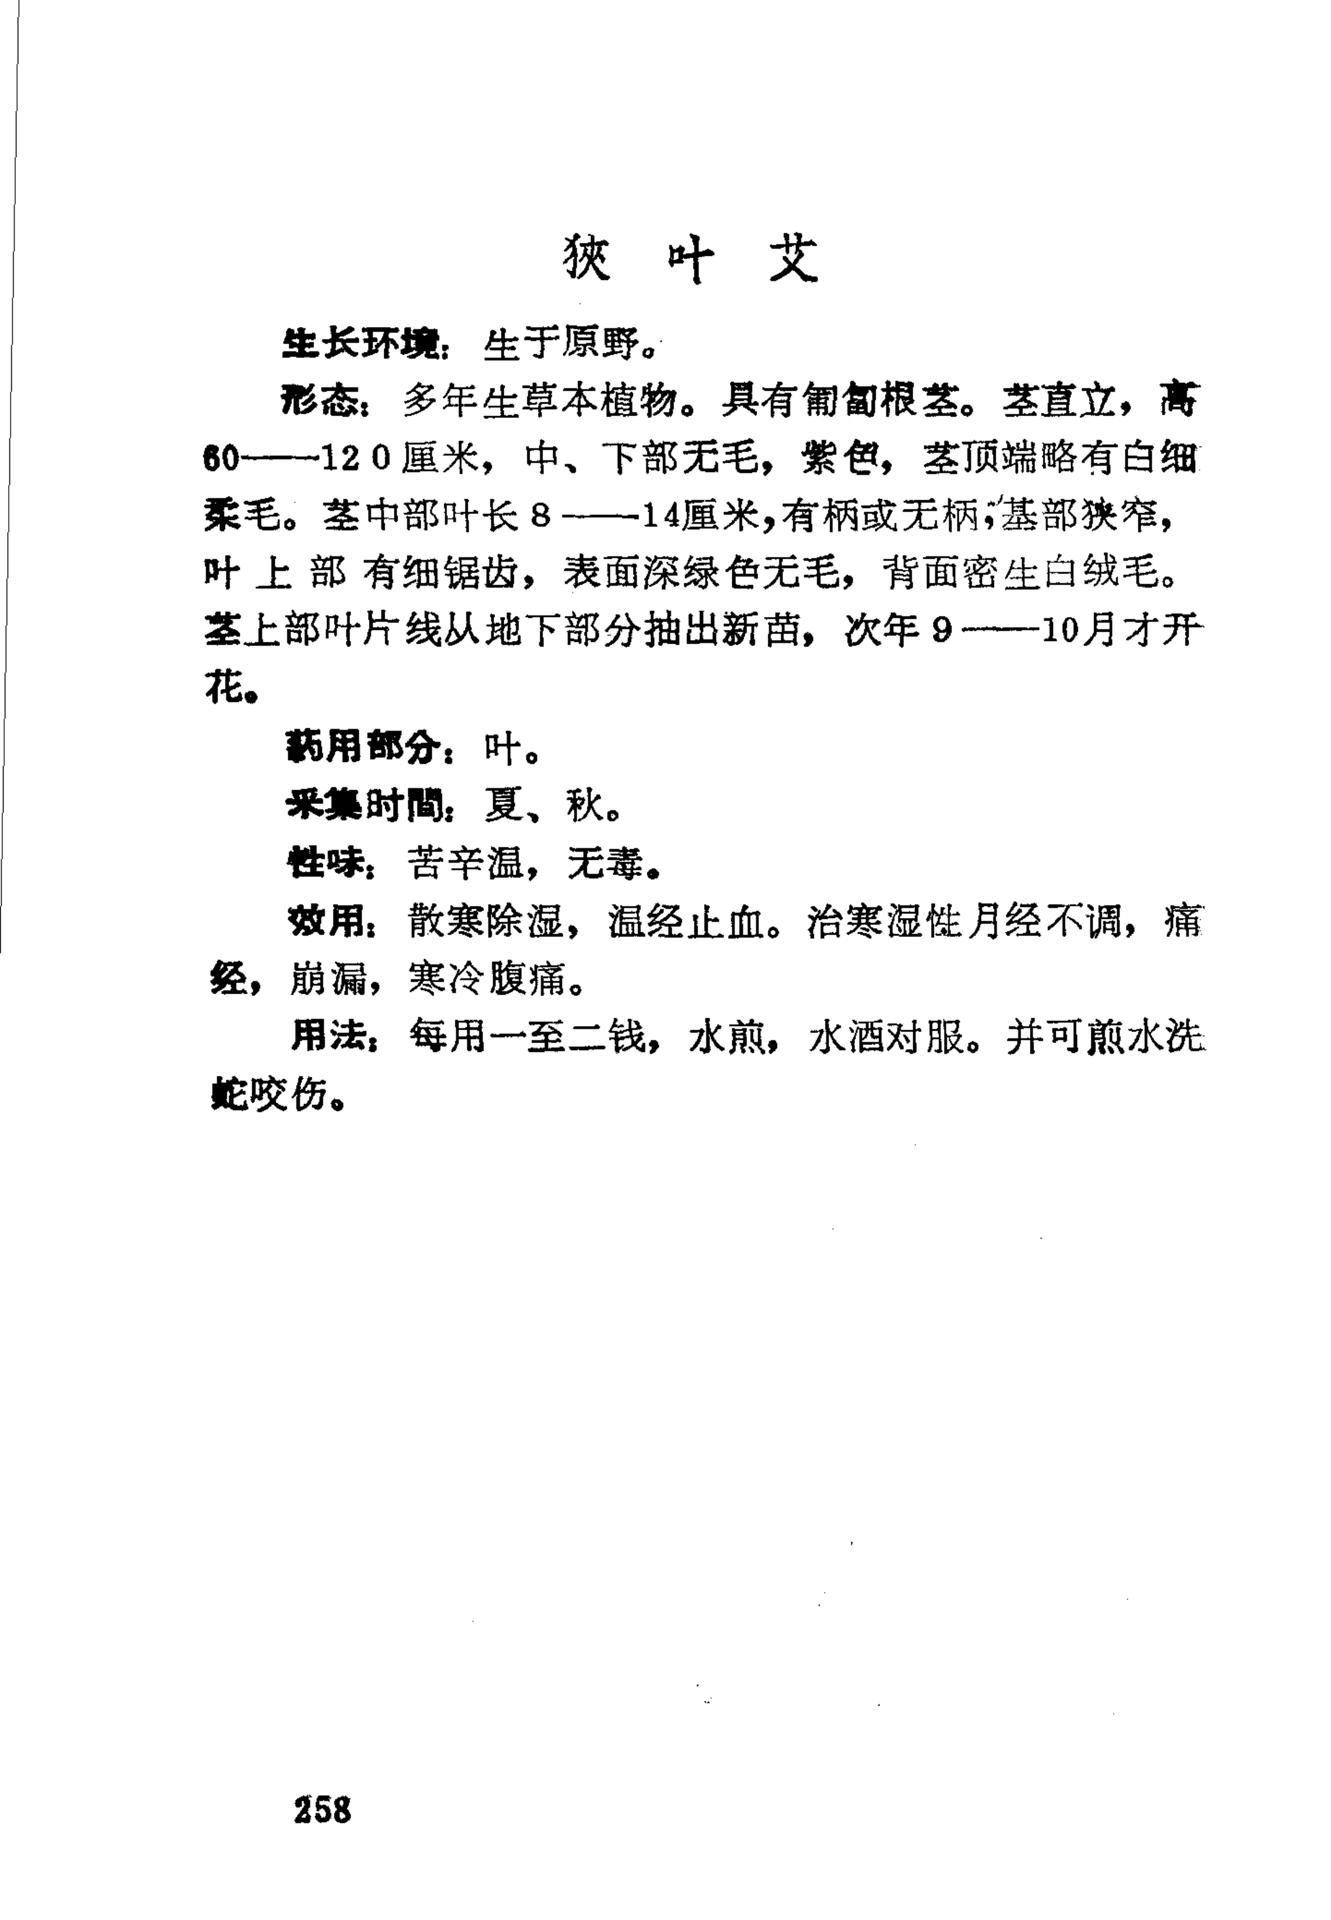 狹叶艾
生长环境：生于原野。
形态：多年生草本植物。具有匍匐根茎。茎直立，高
60——120厘米，中、下部无毛，紫色，茎顶端略有白细
柔毛。茎中部叶长8——14厘米，有柄或无柄；基部狭窄，
叶上部有细锯齿，表面深绿色无毛，背面密生白绒毛。
茎上部叶片线从地下部分抽出新苗，次年9——10月才开
花。
药用部分：叶。
采集时間：夏、秋。
性味：苦辛温，无毒。
效用：散寒除湿，温经止血。治寒湿性月经不调，痛
经，崩漏，寒冷腹痛。
用法：每用一至二钱，水煎，水酒对服。并可煎水洗
蛇咬伤。
258